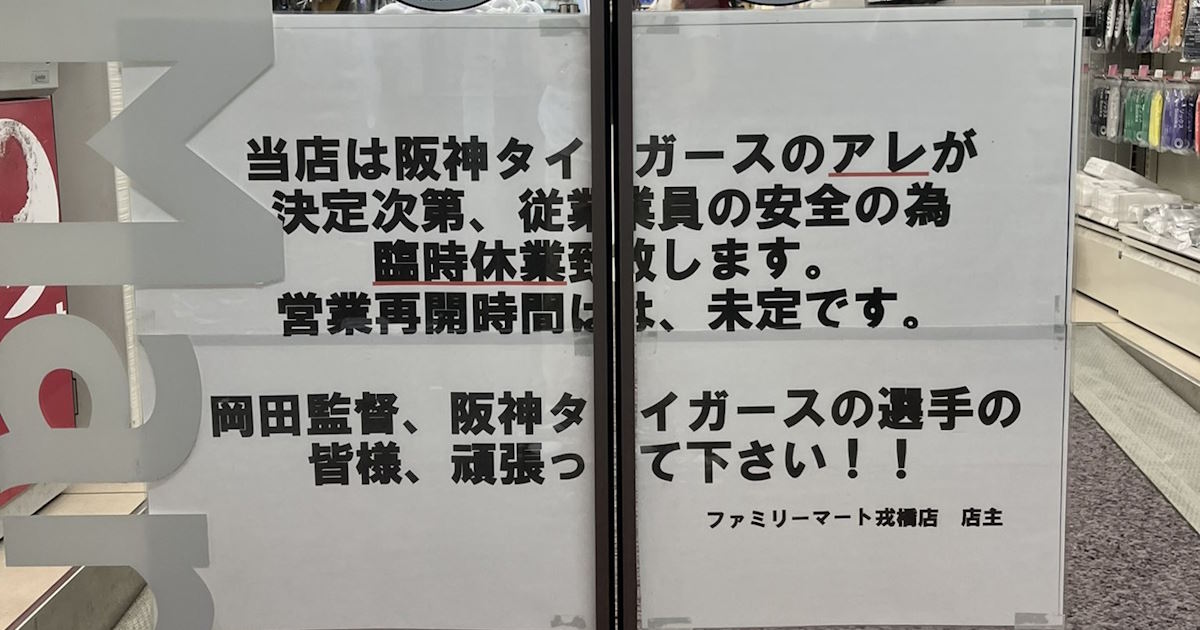 当店は阪神タイガースのアレが
決定次第、従業業員の安全の為
臨時休業致致します。
営業再開時間はは、未定です。
岡田監督、阪神タイガースの選手の
皆様、頑張って下さい！！
ファミリーマート戎橋店　店主